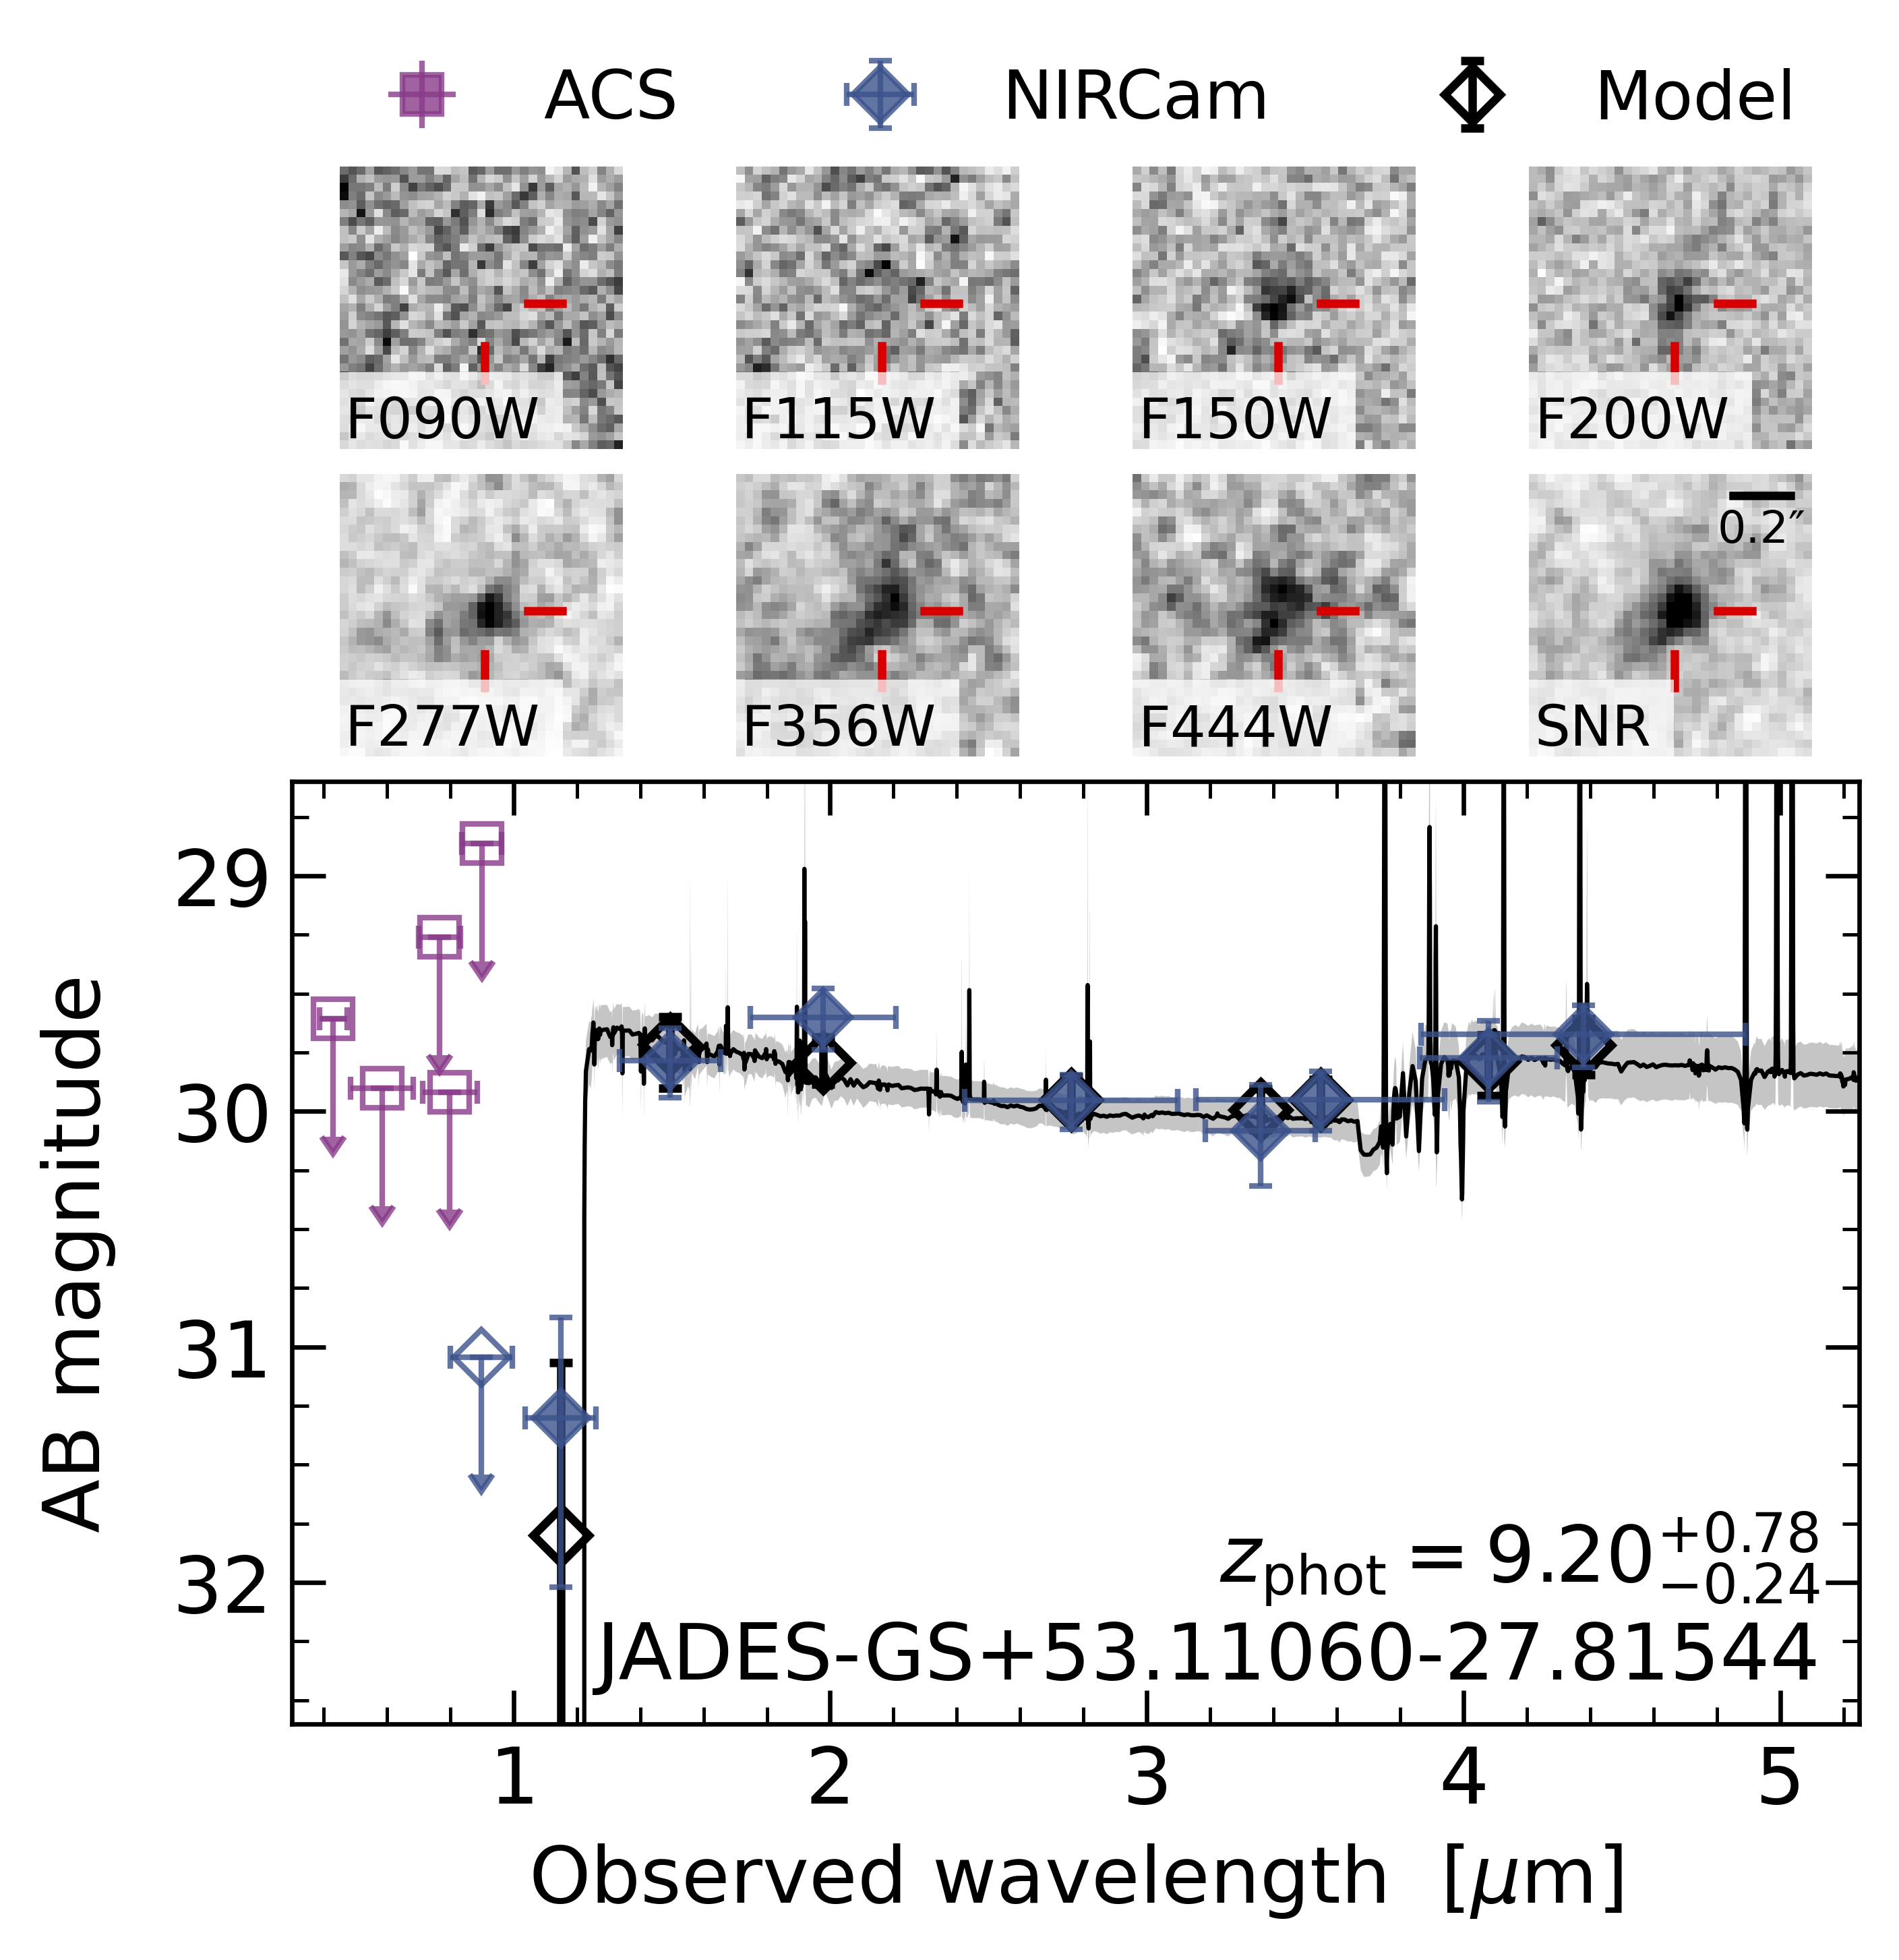 ACS NIRCam Model
F090W F115W F150W F200W
0.2″
F277W F356W F444W SNR
29
30
31
32
AB magnitude
z_phot = 9.20 +0.78 −0.24
JADES-GS+53.11060-27.81544
1 2 3 4 5
Observed wavelength [μm]